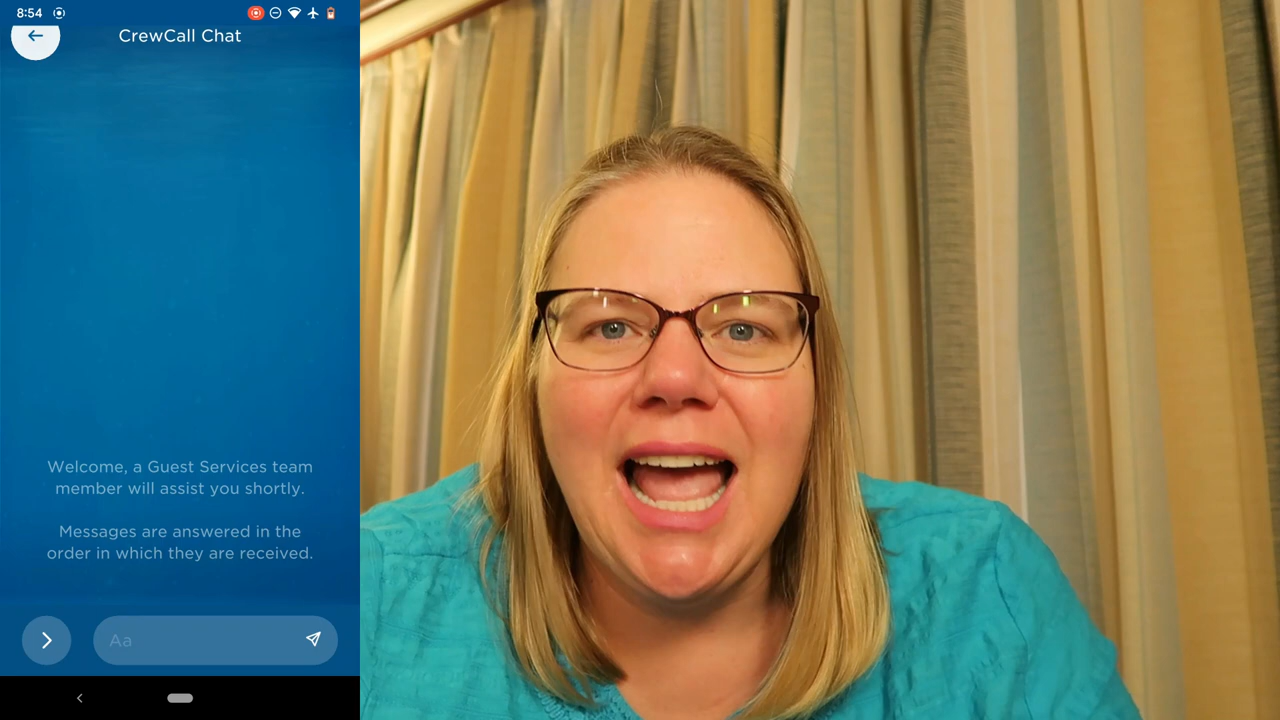 8:54
CrewCall Chat
Welcome, a Guest Services team
member will assist you shortly.
Messages are answered in the
order in which they are received.
Aa